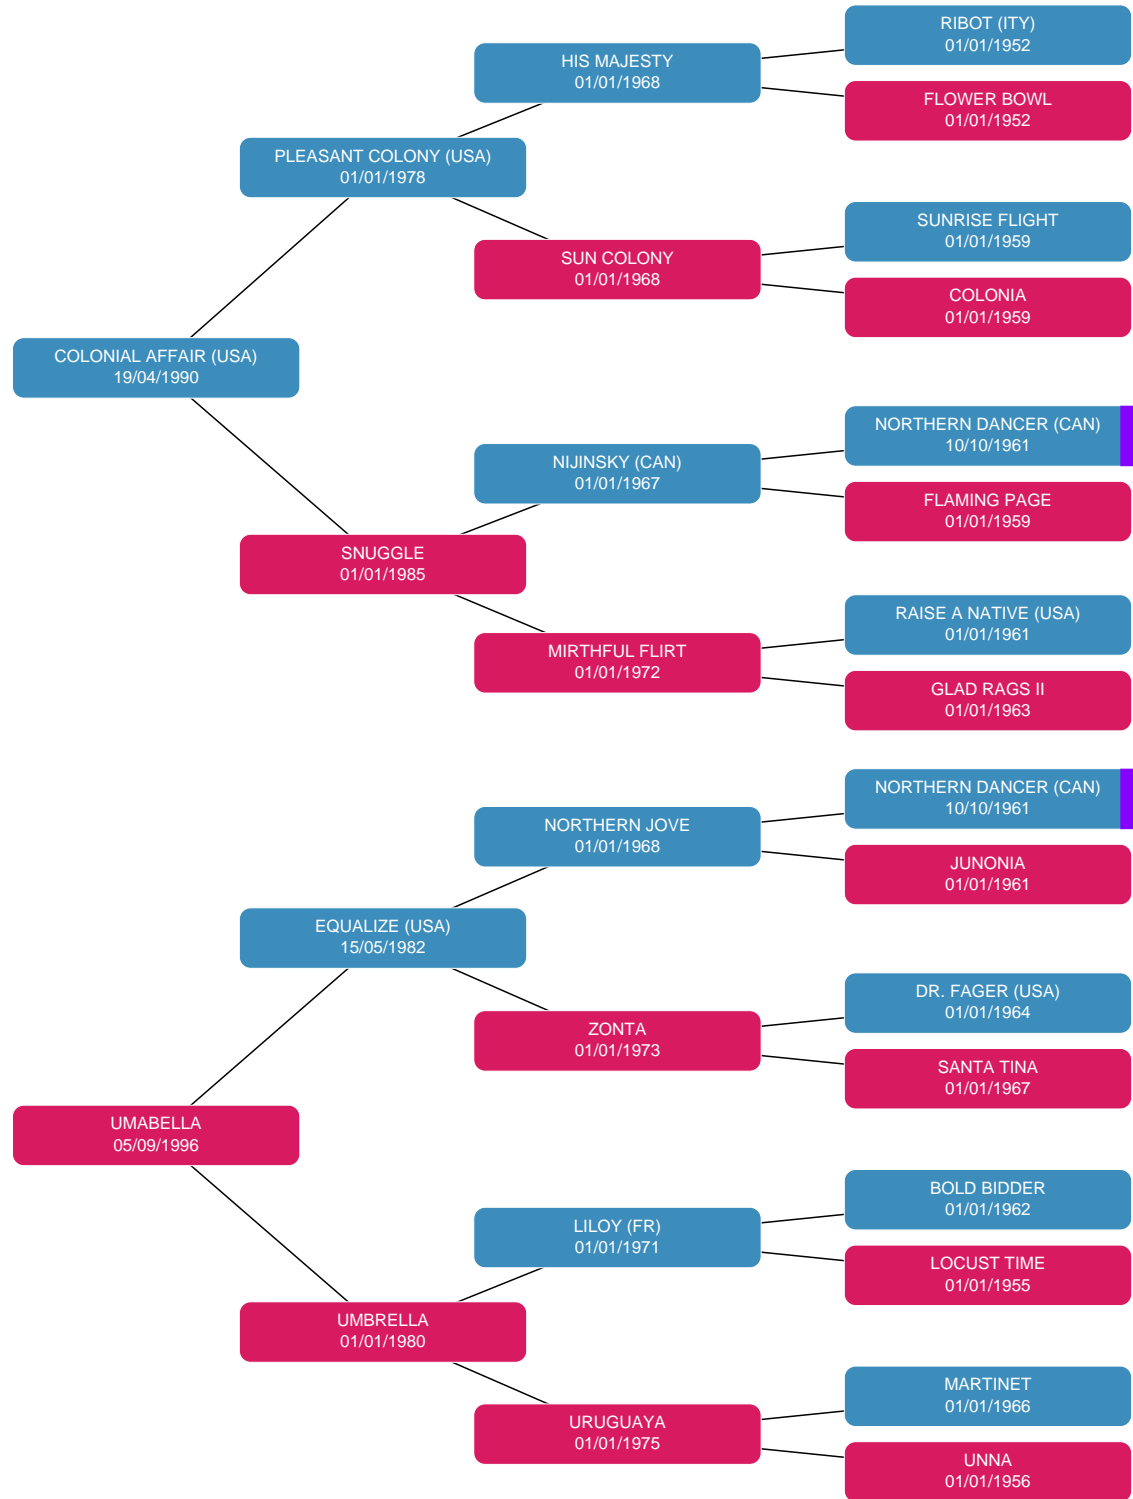 RIBOT (ITY)
01/01/1952
HIS MAJESTY
01/01/1968
FLOWER BOWL
01/01/1952
PLEASANT COLONY (USA)
01/01/1978
SUNRISE FLIGHT
01/01/1959
SUN COLONY
01/01/1968
COLONIA
01/01/1959
COLONIAL AFFAIR (USA)
19/04/1990
NORTHERN DANCER (CAN)
10/10/1961
NIJINSKY (CAN)
01/01/1967
FLAMING PAGE
01/01/1959
SNUGGLE
01/01/1985
RAISE A NATIVE (USA)
01/01/1961
MIRTHFUL FLIRT
01/01/1972
GLAD RAGS II
01/01/1963
NORTHERN DANCER (CAN)
10/10/1961
NORTHERN JOVE
01/01/1968
JUNONIA
01/01/1961
EQUALIZE (USA)
15/05/1982
DR. FAGER (USA)
01/01/1964
ZONTA
01/01/1973
SANTA TINA
01/01/1967
UMABELLA
05/09/1996
BOLD BIDDER
01/01/1962
LILOY (FR)
01/01/1971
LOCUST TIME
01/01/1955
UMBRELLA
01/01/1980
MARTINET
01/01/1966
URUGUAYA
01/01/1975
UNNA
01/01/1956